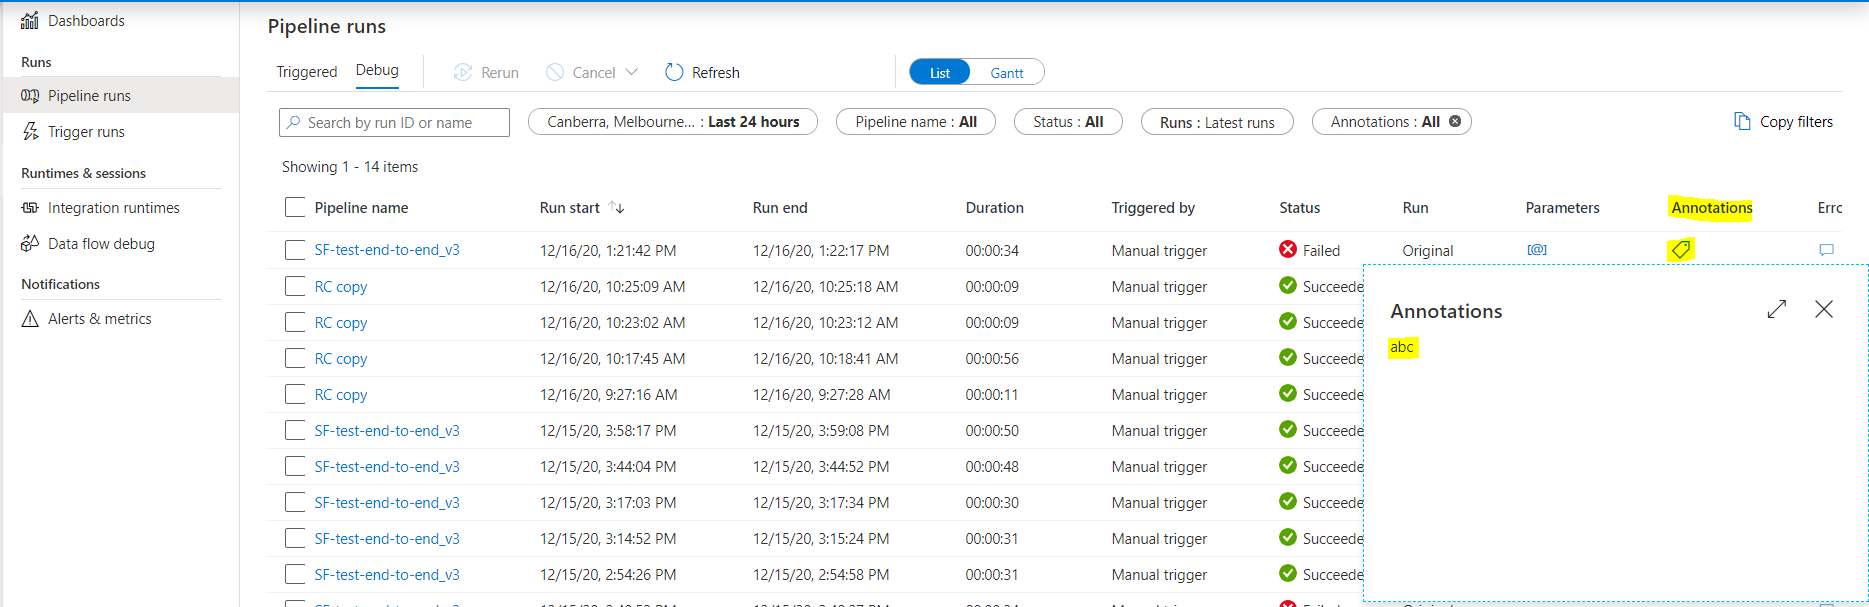 Dashboards
Runs
Pipeline runs
Trigger runs
Runtimes & sessions
Integration runtimes
Data flow debug
Notifications
Alerts & metrics
Pipeline runs
Triggered Debug Rerun Cancel Refresh List Gantt
Search by run ID or name Canberra, Melbourne... : Last 24 hours Pipeline name : All Status : All Runs : Latest runs Annotations : All Copy filters
Showing 1 - 14 items
Pipeline name Run start Run end Duration Triggered by Status Run Parameters Annotations Erro
SF-test-end-to-end_v3 12/16/20, 1:21:42 PM 12/16/20, 1:22:17 PM 00:00:34 Manual trigger Failed Original [@]
RC copy 12/16/20, 10:25:09 AM 12/16/20, 10:25:18 AM 00:00:09 Manual trigger Succeede
RC copy 12/16/20, 10:23:02 AM 12/16/20, 10:23:12 AM 00:00:09 Manual trigger Succeede
RC copy 12/16/20, 10:17:45 AM 12/16/20, 10:18:41 AM 00:00:56 Manual trigger Succeede
RC copy 12/16/20, 9:27:16 AM 12/16/20, 9:27:28 AM 00:00:11 Manual trigger Succeede
SF-test-end-to-end_v3 12/15/20, 3:58:17 PM 12/15/20, 3:59:08 PM 00:00:50 Manual trigger Succeede
SF-test-end-to-end_v3 12/15/20, 3:44:04 PM 12/15/20, 3:44:52 PM 00:00:48 Manual trigger Succeede
SF-test-end-to-end_v3 12/15/20, 3:17:03 PM 12/15/20, 3:17:34 PM 00:00:30 Manual trigger Succeede
SF-test-end-to-end_v3 12/15/20, 3:14:52 PM 12/15/20, 3:15:24 PM 00:00:31 Manual trigger Succeede
SF-test-end-to-end_v3 12/15/20, 2:54:26 PM 12/15/20, 2:54:58 PM 00:00:31 Manual trigger Succeede
Annotations
abc